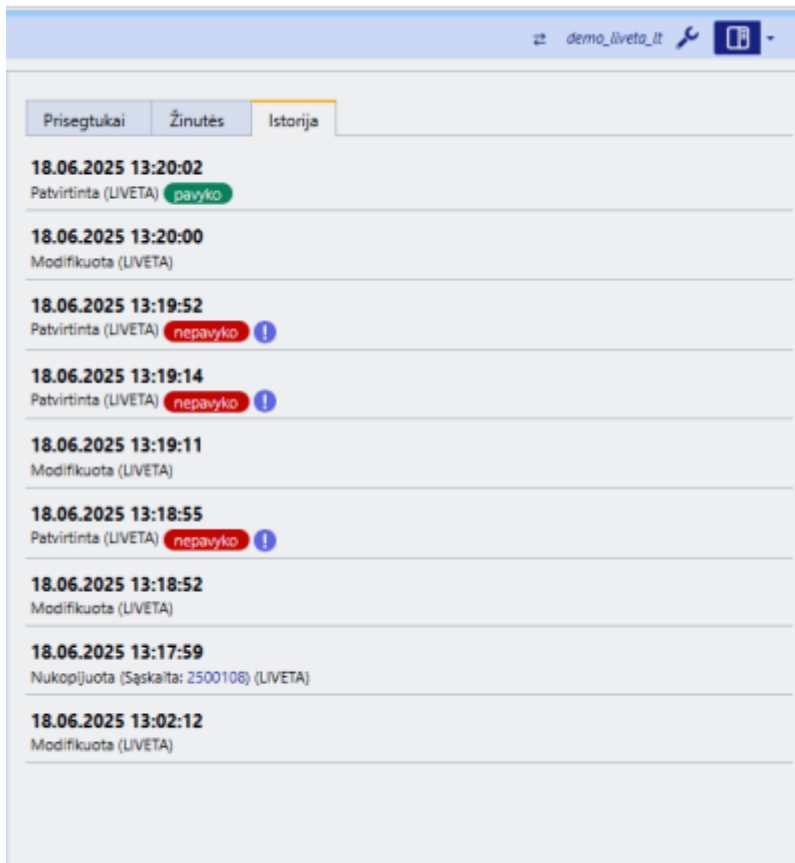 demo_liveta_lt
Prisegtukai Žinutės Istorija
18.06.2025 13:20:02
Patvirtinta (LIVETA) pavyko
18.06.2025 13:20:00
Modifikuota (LIVETA)
18.06.2025 13:19:52
Patvirtinta (LIVETA) nepavyko !
18.06.2025 13:19:14
Patvirtinta (LIVETA) nepavyko !
18.06.2025 13:19:11
Modifikuota (LIVETA)
18.06.2025 13:18:55
Patvirtinta (LIVETA) nepavyko !
18.06.2025 13:18:52
Modifikuota (LIVETA)
18.06.2025 13:17:59
Nukopijuota (Sąskaita: 2500108) (LIVETA)
18.06.2025 13:02:12
Modifikuota (LIVETA)